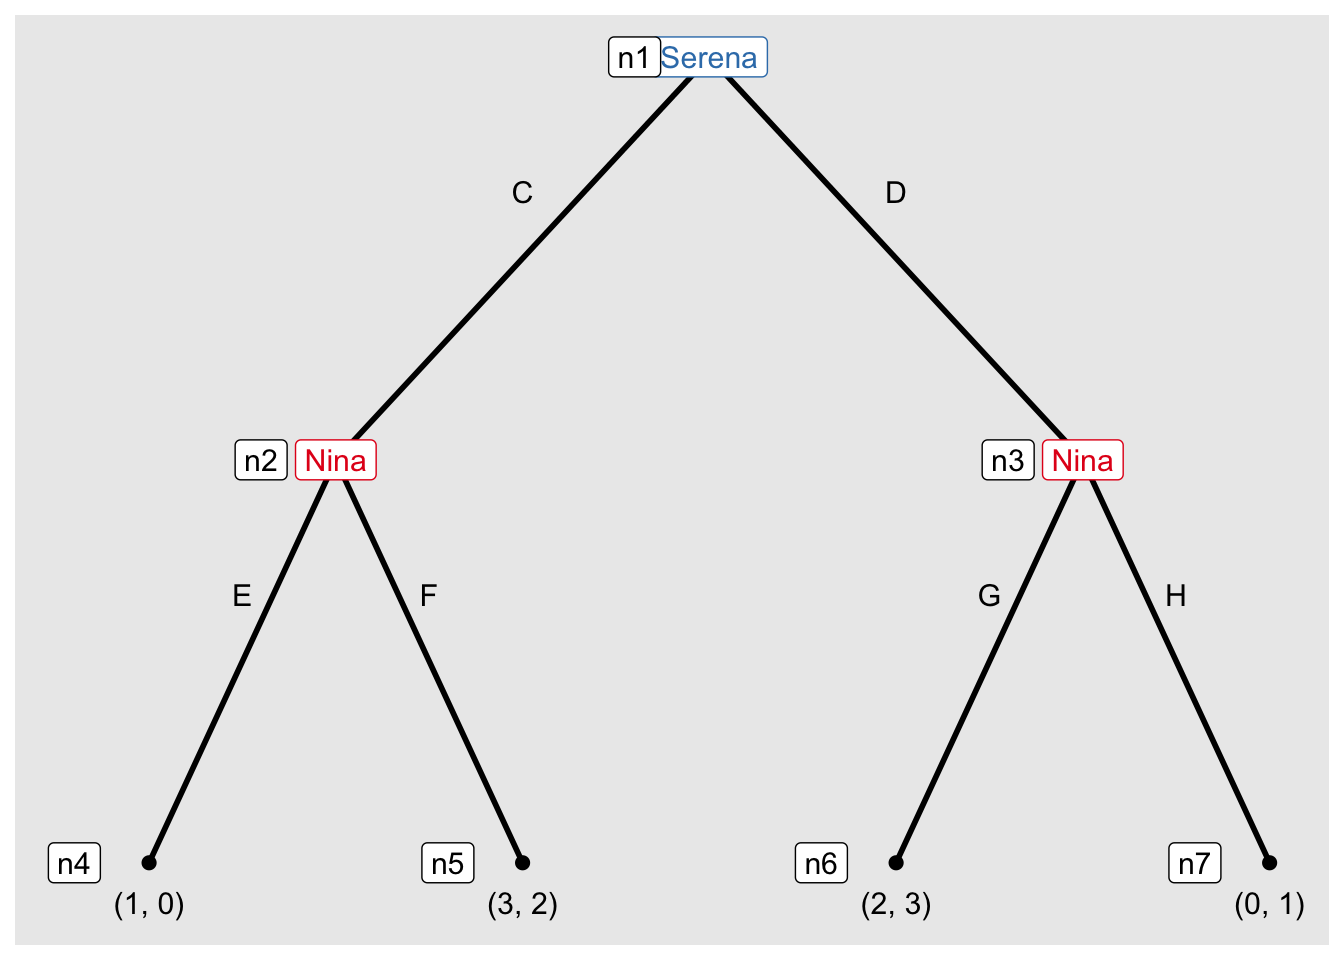 n1 Serena
C D
n2 Nina n3 Nina
E F G H
n4 n5 n6 n7
(1, 0) (3, 2) (2, 3) (0, 1)